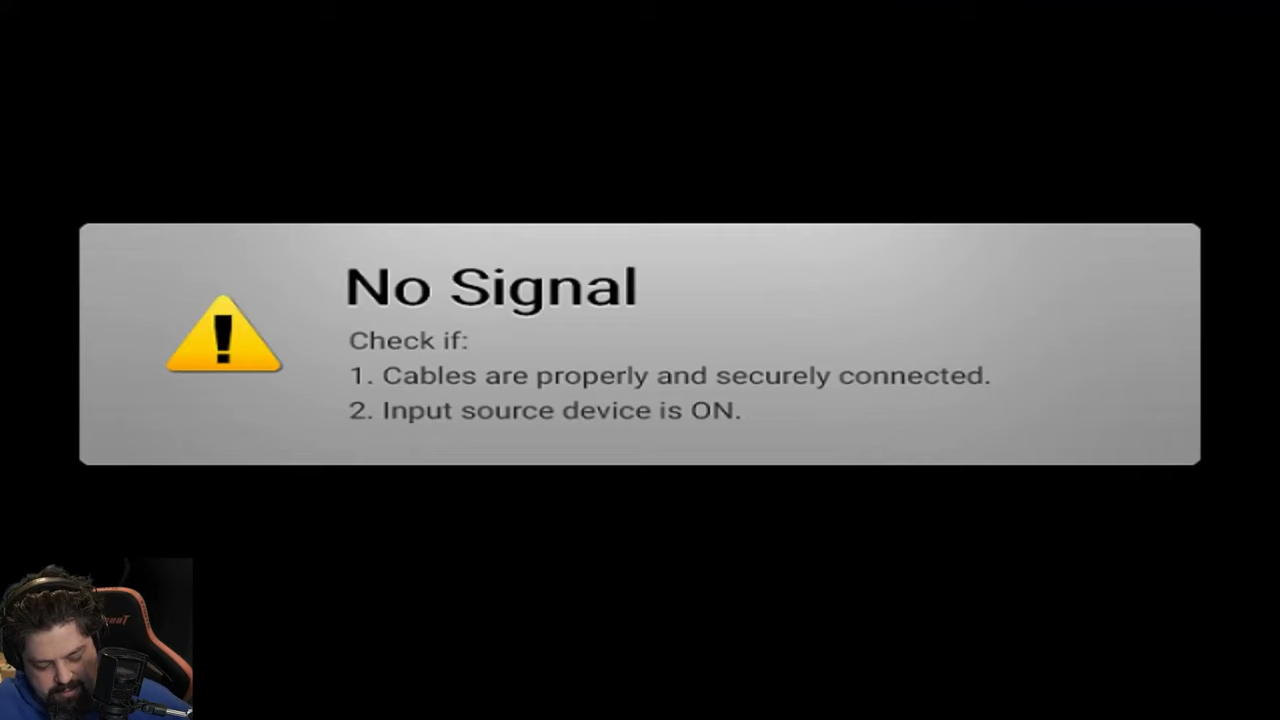 No Signal
Check if:
1. Cables are properly and securely connected.
2. Input source device is ON.